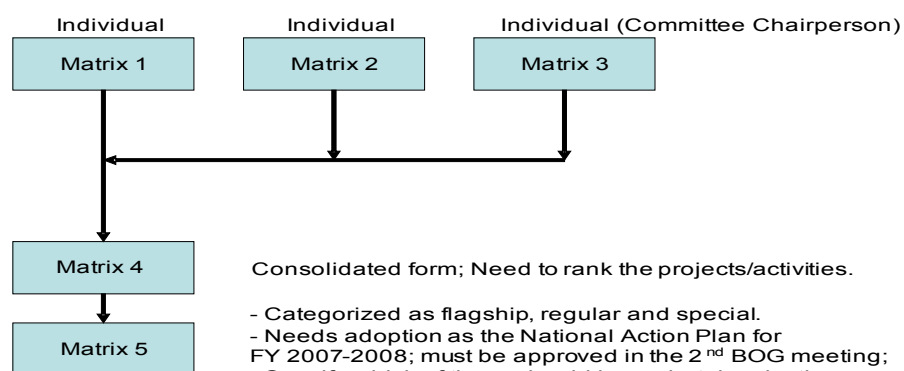 Individual Individual Individual (Committee Chairperson)
Matrix 1 Matrix 2 Matrix 3
Matrix 4 Consolidated form; Need to rank the projects/activities.
- Categorized as flagship, regular and special.
- Needs adoption as the National Action Plan for
Matrix 5
FY 2007-2008; must be approved in the 2nd BOG meeting;